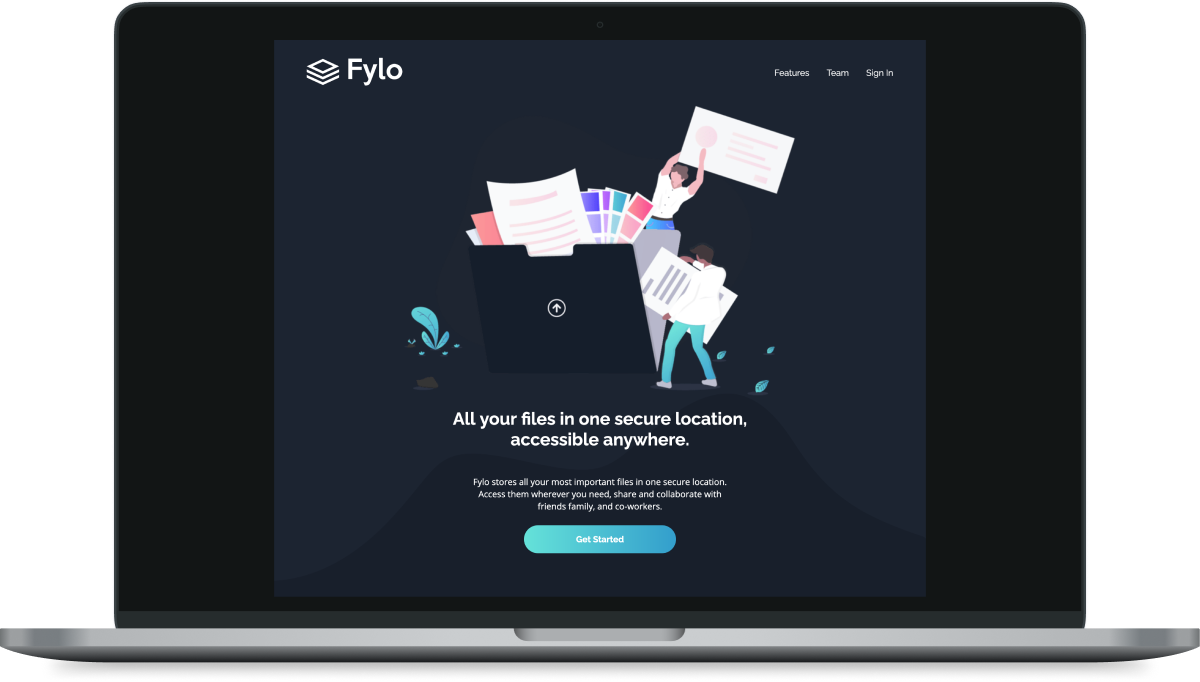 Fylo
Features Team Sign In
All your files in one secure location,
accessible anywhere.
Fylo stores all your most important files in one secure location.
Access them wherever you need, share and collaborate with
friends family, and co-workers.
Get Started